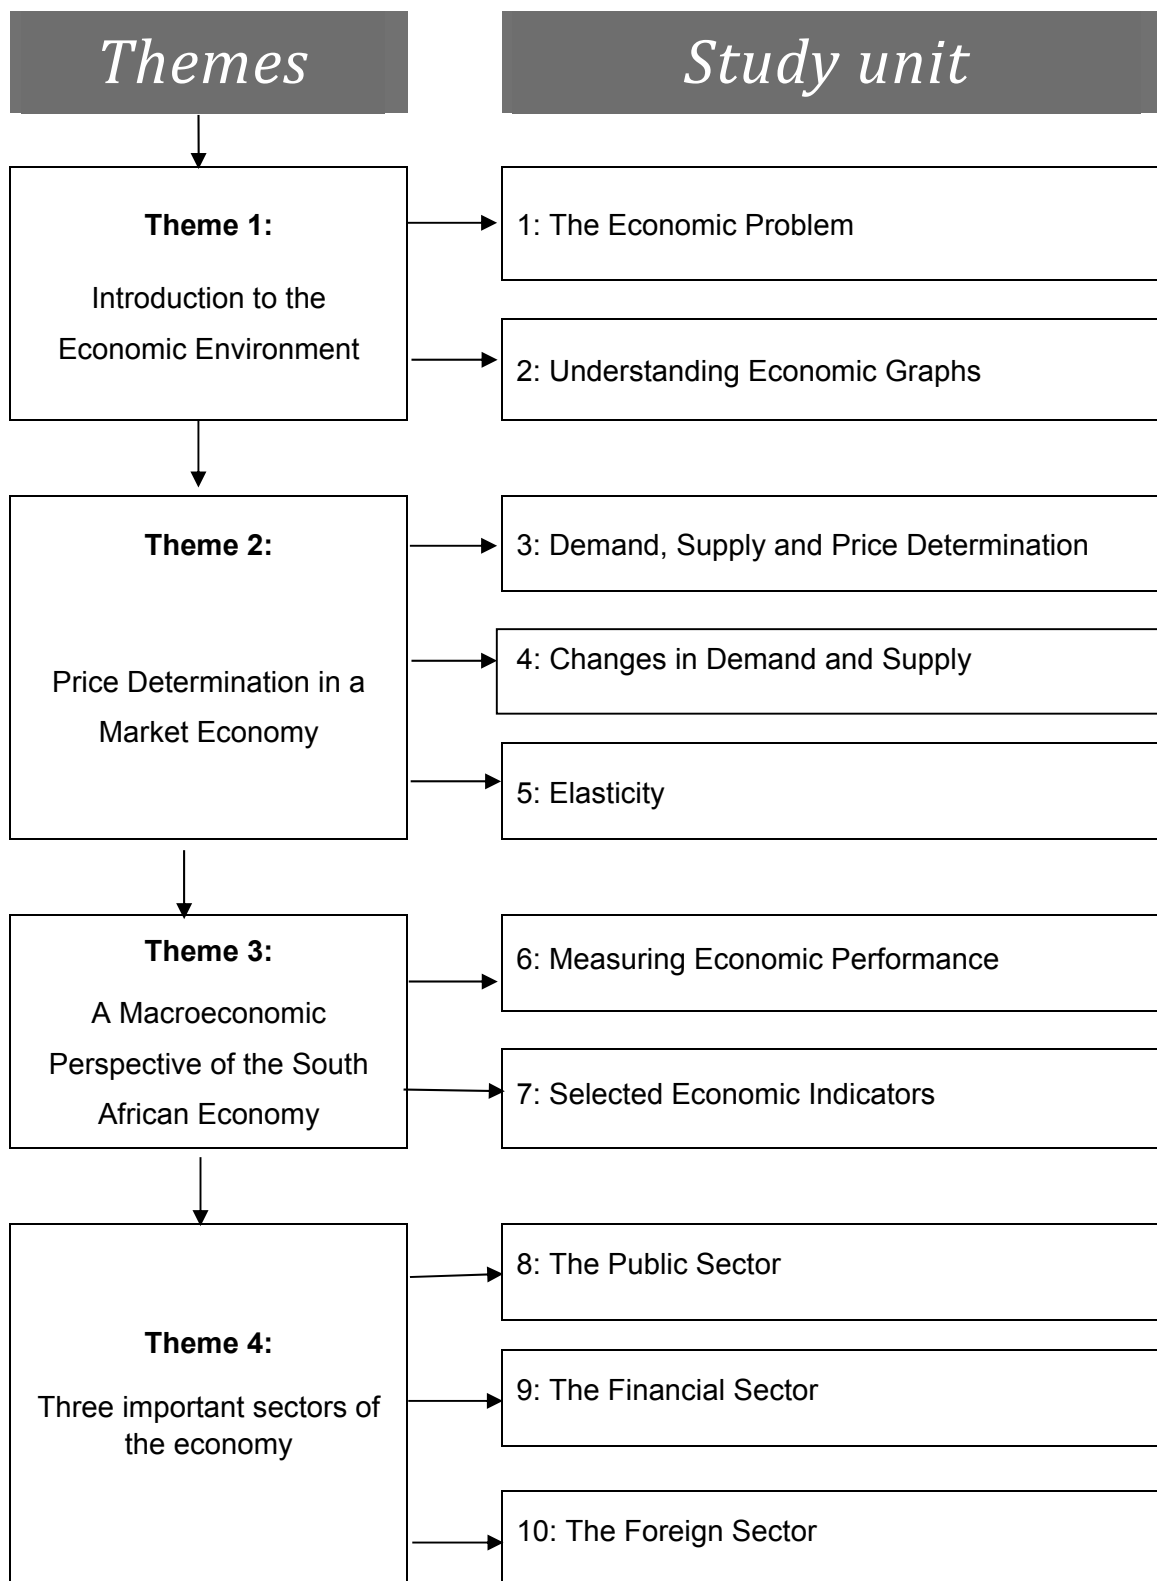 Themes
Study unit
Theme 1:
Introduction to the
Economic Environment
1: The Economic Problem
2: Understanding Economic Graphs
Theme 2:
Price Determination in a
Market Economy
3: Demand, Supply and Price Determination
4: Changes in Demand and Supply
5: Elasticity
Theme 3:
A Macroeconomic
Perspective of the South
African Economy
6: Measuring Economic Performance
7: Selected Economic Indicators
Theme 4:
Three important sectors of
the economy
8: The Public Sector
9: The Financial Sector
10: The Foreign Sector